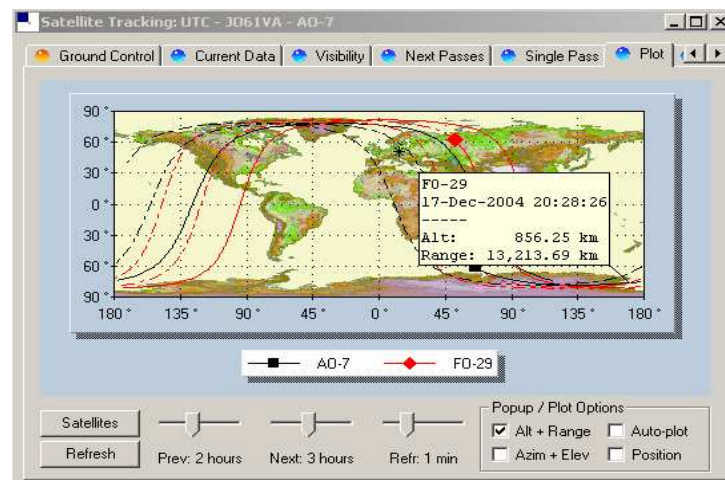 Satellite Tracking: UTC - JO61VA - AO-7
Ground Control Current Data Visibility Next Passes Single Pass Plot
90 °
60 °
30 °
0 °
30 °
60 °
90 °
180 ° 135 ° 90 ° 45 ° 0 ° 45 ° 90 ° 135 ° 180 °
FO-29
17-Dec-2004 20:28:26
-----
Alt: 856.25 km
Range: 13,213.69 km
AO-7 FO-29
Satellites
Refresh
Prev: 2 hours Next: 3 hours Refr: 1 min
Popup / Plot Options
Alt + Range Auto-plot
Azim + Elev Position